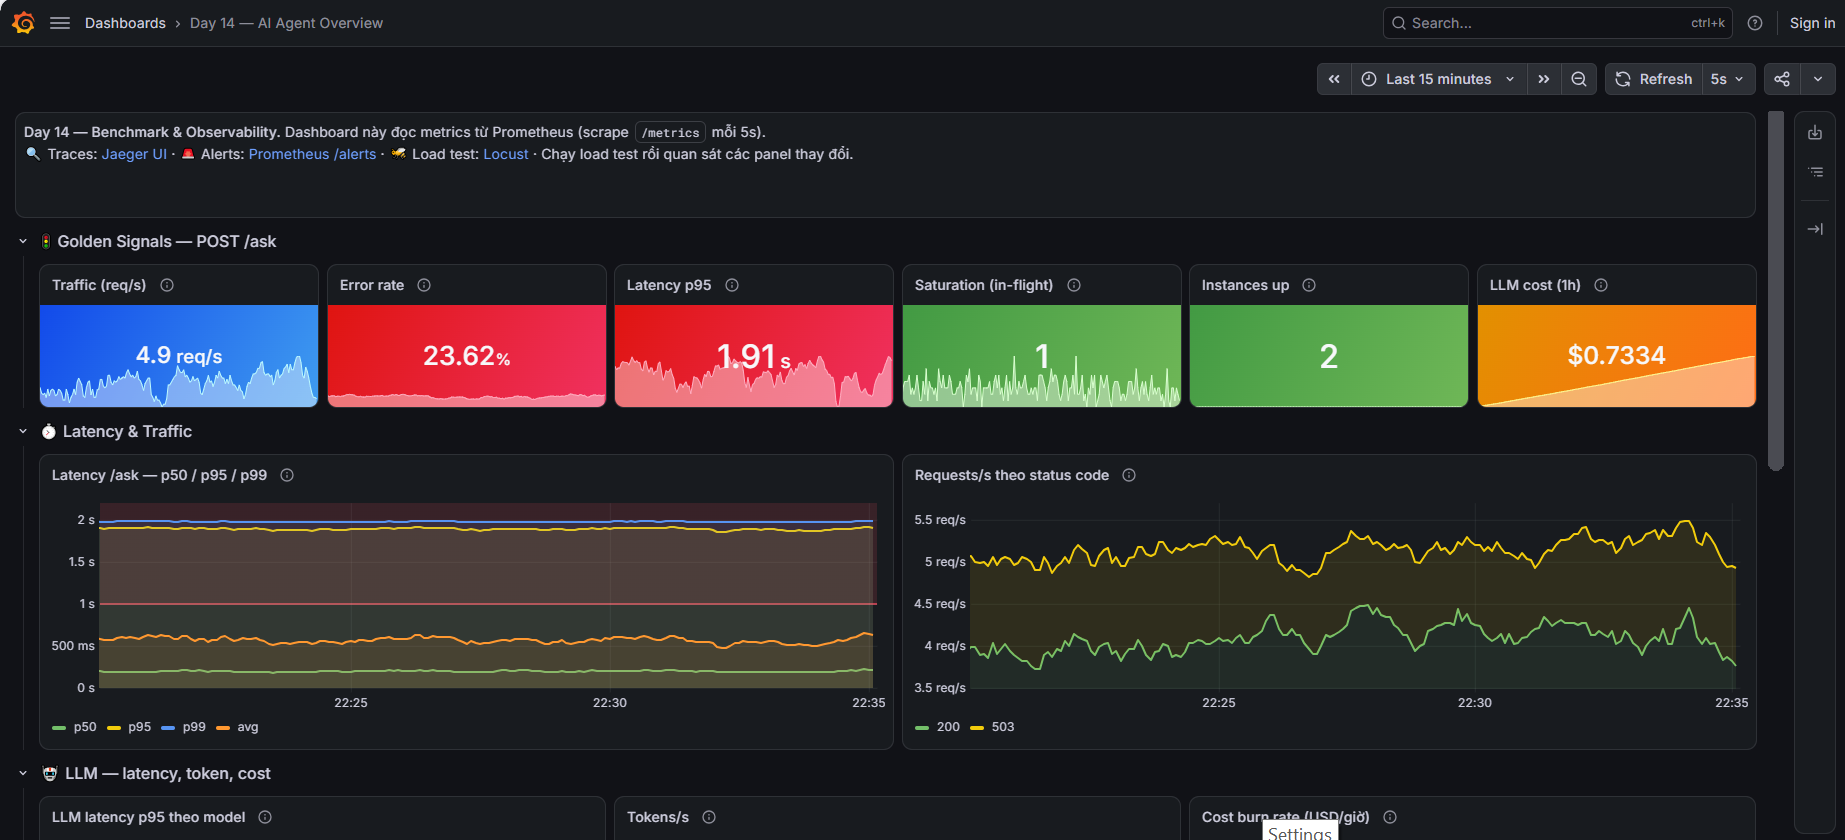 Dashboards › Day 14 — AI Agent Overview
Search... ctrl+k
Sign in
Last 15 minutes
Refresh 5s
Day 14 — Benchmark & Observability. Dashboard này đọc metrics từ Prometheus (scrape /metrics mỗi 5s).
Traces: Jaeger UI · Alerts: Prometheus /alerts · Load test: Locust · Chạy load test rồi quan sát các panel thay đổi.
Golden Signals — POST /ask
Traffic (req/s)
4.9 req/s
Error rate
23.62%
Latency p95
1.91 s
Saturation (in-flight)
1
Instances up
2
LLM cost (1h)
$0.7334
Latency & Traffic
Latency /ask — p50 / p95 / p99
2 s
1.5 s
1 s
500 ms
0 s
22:25 22:30 22:35
p50 p95 p99 avg
Requests/s theo status code
5.5 req/s
5 req/s
4.5 req/s
4 req/s
3.5 req/s
22:25 22:30 22:35
200 503
LLM — latency, token, cost
LLM latency p95 theo model
Tokens/s
Cost burn rate (USD/giờ)
Settings